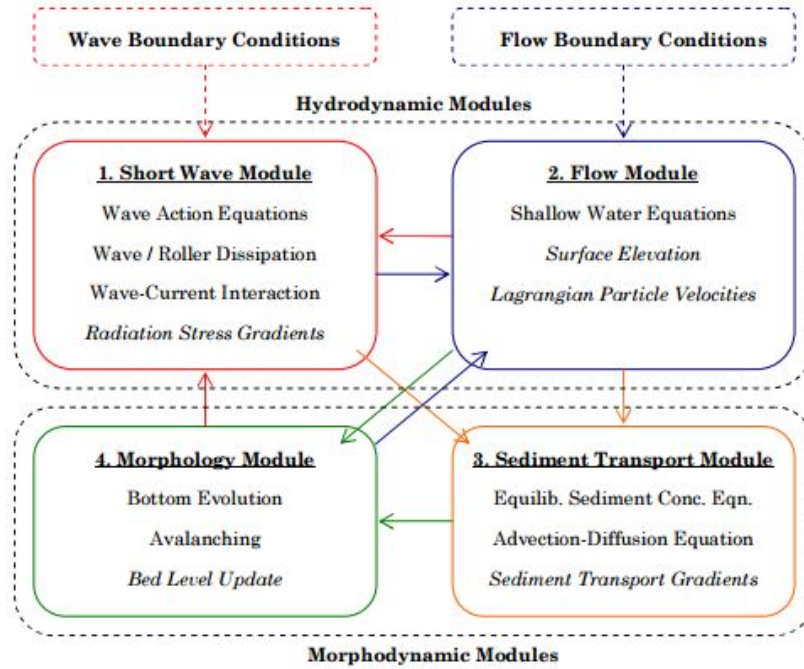 Wave Boundary Conditions
Flow Boundary Conditions
Hydrodynamic Modules
1. Short Wave Module
Wave Action Equations
Wave / Roller Dissipation
Wave-Current Interaction
Radiation Stress Gradients
2. Flow Module
Shallow Water Equations
Surface Elevation
Lagrangian Particle Velocities
4. Morphology Module
Bottom Evolution
Avalanching
Bed Level Update
3. Sediment Transport Module
Equilib. Sediment Conc. Eqn.
Advection-Diffusion Equation
Sediment Transport Gradients
Morphodynamic Modules